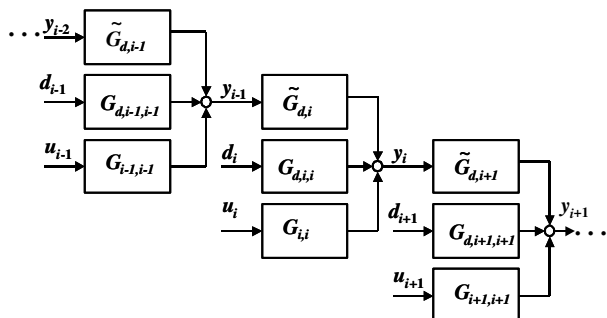 · · · y_{i-2} G̃_{d,i-1}
d_{i-1} G_{d,i-1,i-1} y_{i-1} G̃_{d,i}
u_{i-1} G_{i-1,i-1} d_i G_{d,i,i} y_i G̃_{d,i+1}
u_i G_{i,i} d_{i+1} G_{d,i+1,i+1} y_{i+1} · · ·
u_{i+1} G_{i+1,i+1}